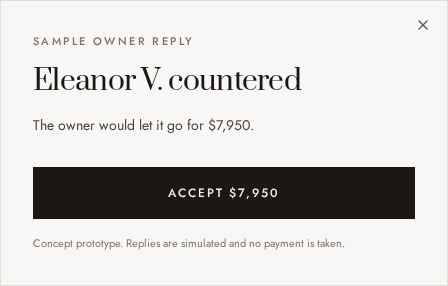 SAMPLE OWNER REPLY
Eleanor V. countered
The owner would let it go for $7,950.
ACCEPT $7,950
Concept prototype. Replies are simulated and no payment is taken.